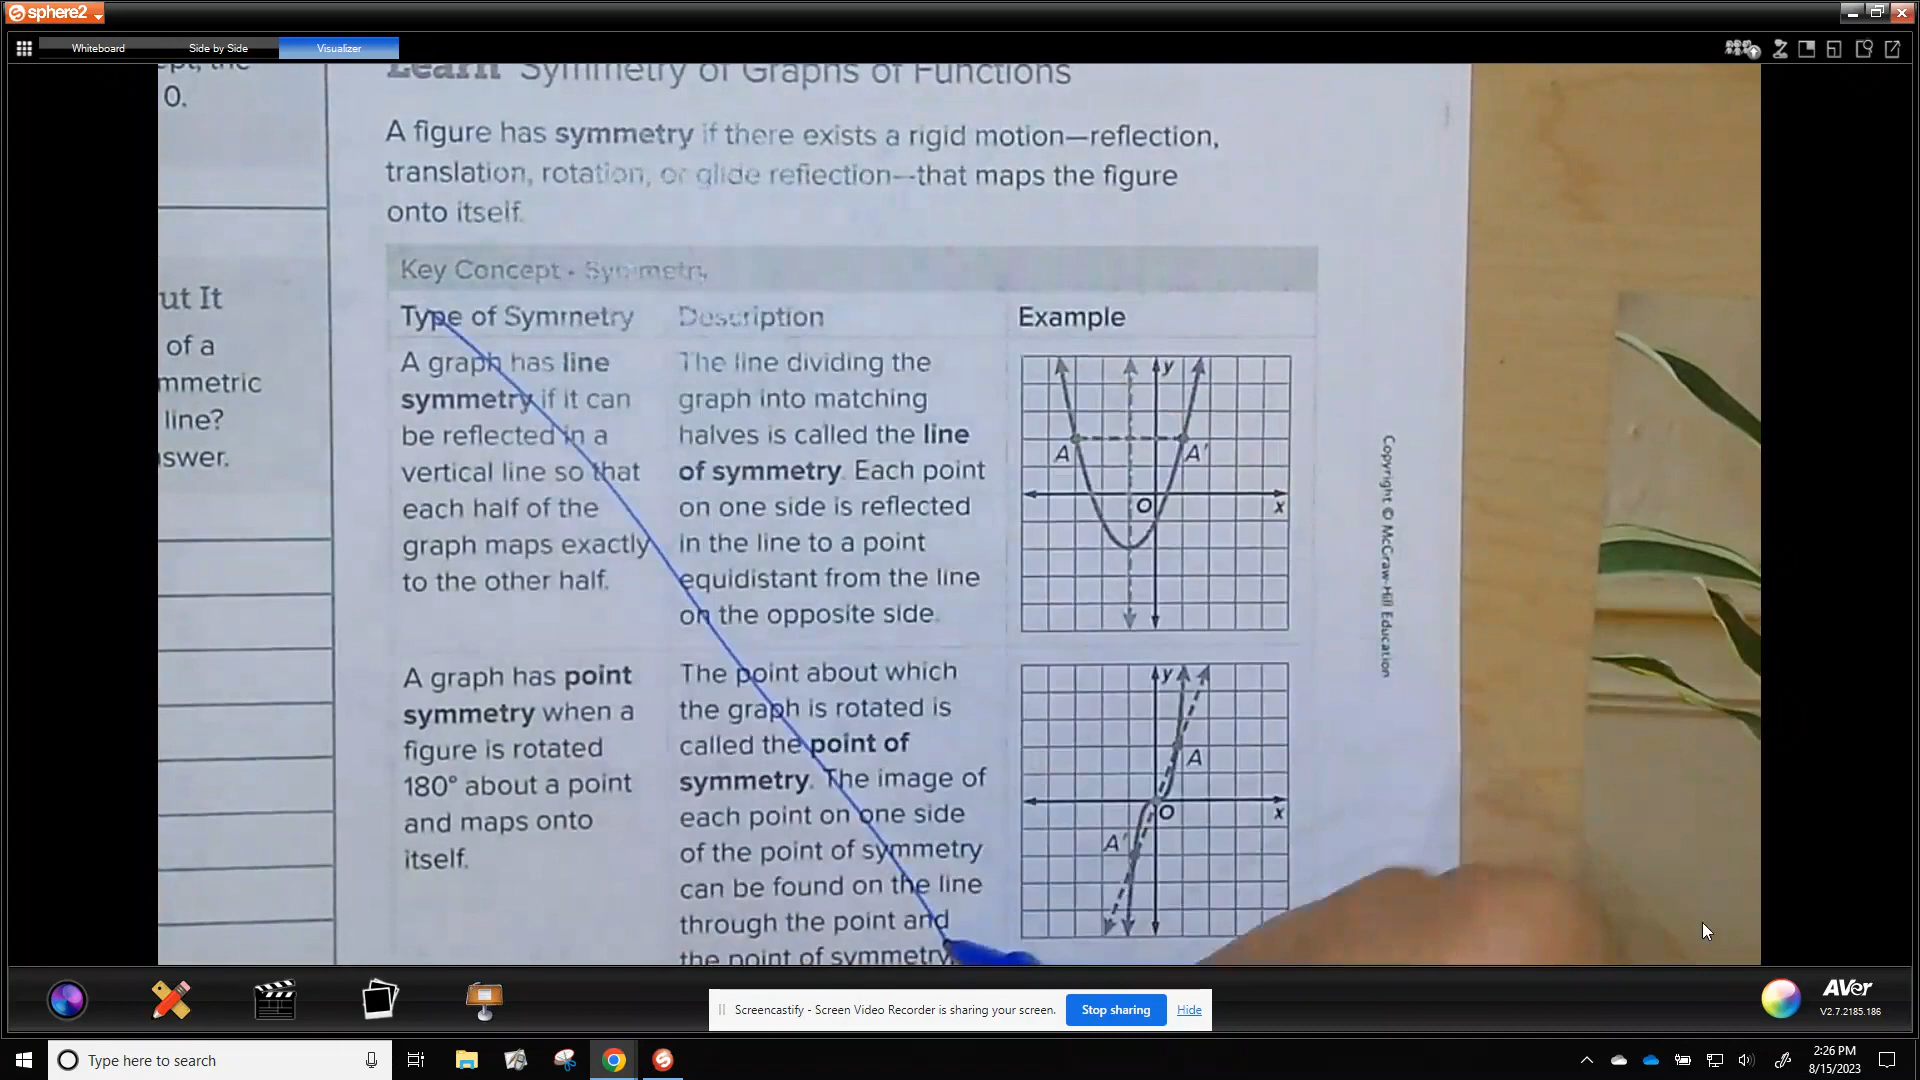 sphere2
Whiteboard
Side by Side
Visualizer
the
0.
Learn Symmetry of Graphs of Functions
A figure has symmetry if there exists a rigid motion—reflection,
translation, rotation, or glide reflection—that maps the figure
onto itself.
Key Concept • Symmetry
Type of Symmetry
Description
Example
A graph has line
symmetry if it can
be reflected in a
vertical line so that
each half of the
graph maps exactly
to the other half.
The line dividing the
graph into matching
halves is called the line
of symmetry. Each point
on one side is reflected
in the line to a point
equidistant from the line
on the opposite side.
y
A
A'
O
x
A graph has point
symmetry when a
figure is rotated
180° about a point
and maps onto
itself.
The point about which
the graph is rotated is
called the point of
symmetry. The image of
each point on one side
of the point of symmetry
can be found on the line
through the point and
the point of symmetry
y
A
O
x
A'
ut It
of a
mmetric
line?
swer.
Copyright © McGraw-Hill Education
Screencastify - Screen Video Recorder is sharing your screen.
Stop sharing
Hide
AVer
V2.7.2185.186
Type here to search
2:26 PM
8/15/2023